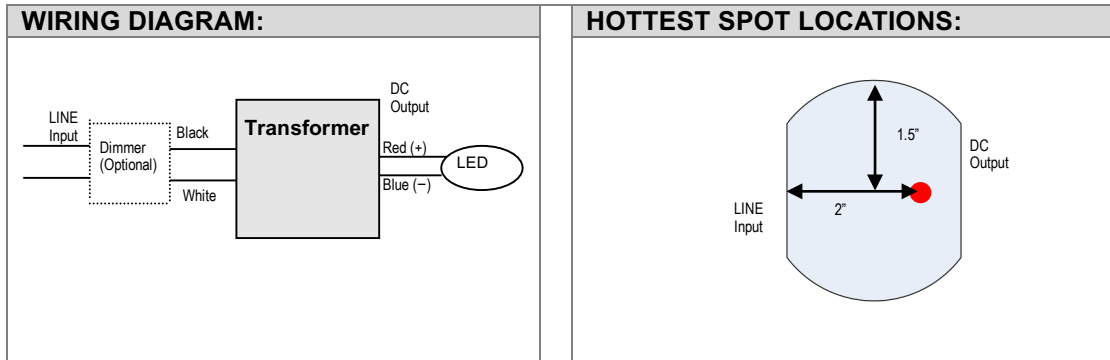 WIRING DIAGRAM:
LINE
Input
Dimmer
(Optional)
Black
White
Transformer
DC
Output
Red (+)
Blue (−)
LED
HOTTEST SPOT LOCATIONS:
1.5”
2”
LINE
Input
DC
Output